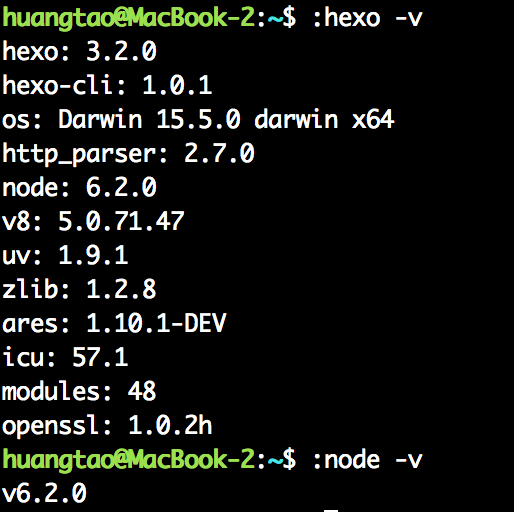 huangtao@MacBook-2:~$ :hexo -v
hexo: 3.2.0
hexo-cli: 1.0.1
os: Darwin 15.5.0 darwin x64
http_parser: 2.7.0
node: 6.2.0
v8: 5.0.71.47
uv: 1.9.1
zlib: 1.2.8
ares: 1.10.1-DEV
icu: 57.1
modules: 48
openssl: 1.0.2h
huangtao@MacBook-2:~$ :node -v
v6.2.0